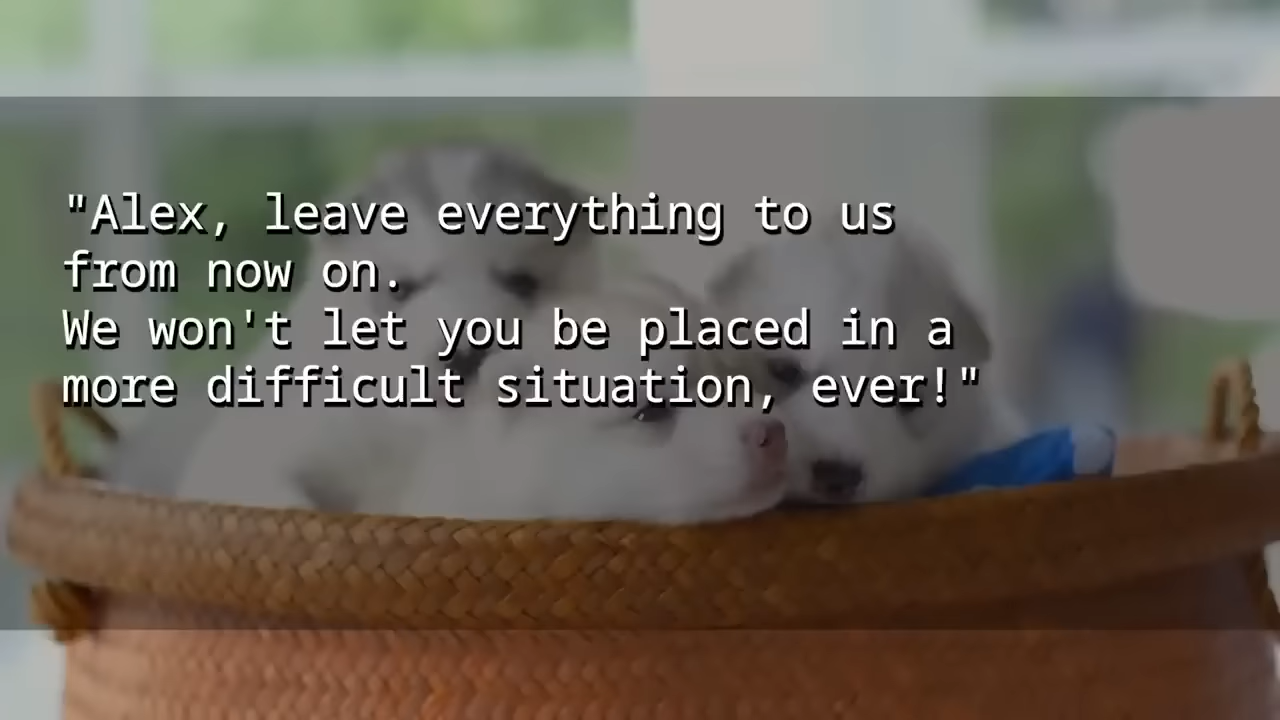 "Alex, leave everything to us
from now on.
We won't let you be placed in a
more difficult situation, ever!"